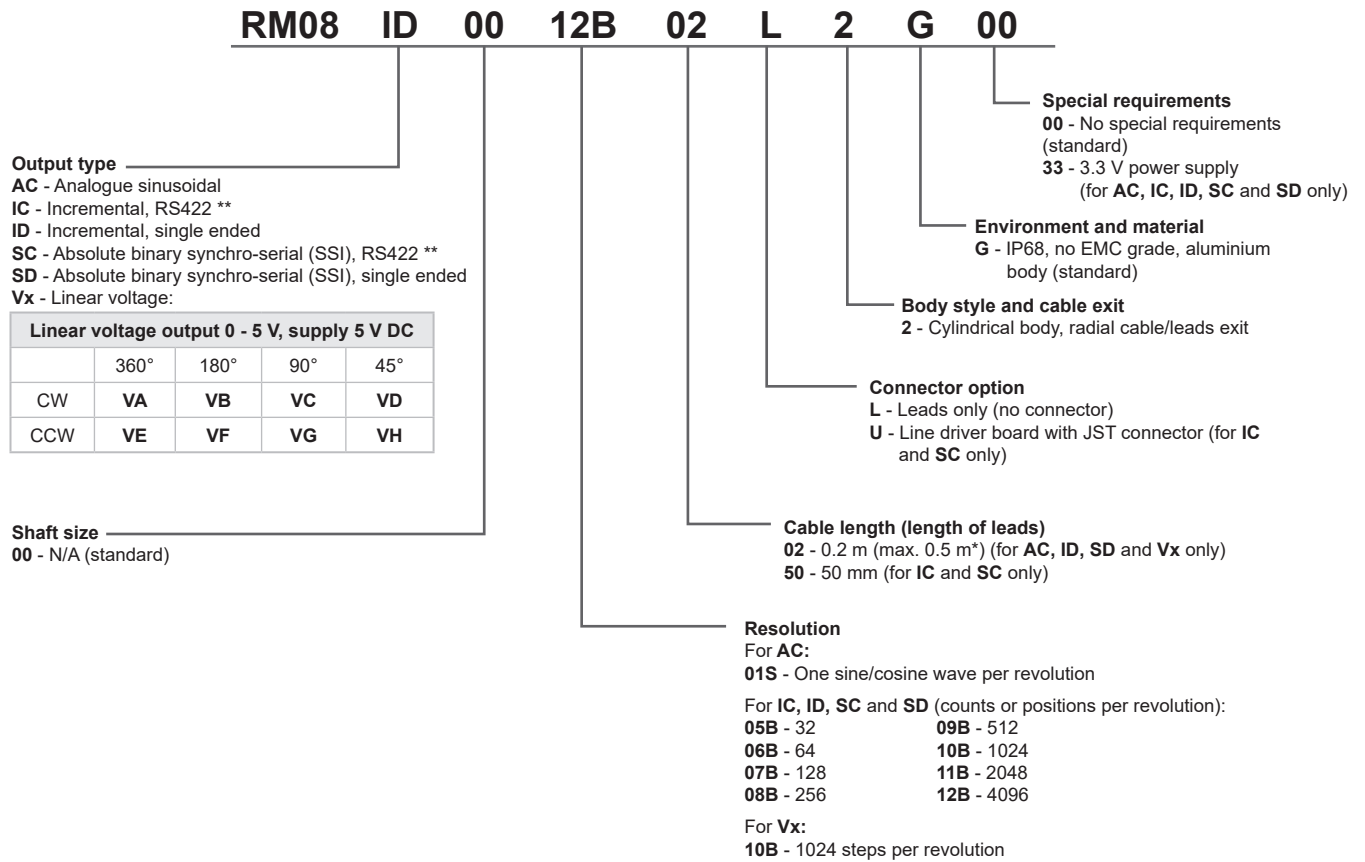 RM08 ID 00 12B 02 L 2 G 00
Special requirements
00 - No special requirements
(standard)
33 - 3.3 V power supply
(for AC, IC, ID, SC and SD only)
Output type
AC - Analogue sinusoidal
IC - Incremental, RS422 **
ID - Incremental, single ended
SC - Absolute binary synchro-serial (SSI), RS422 **
SD - Absolute binary synchro-serial (SSI), single ended
Vx - Linear voltage:
Linear voltage output 0 - 5 V, supply 5 V DC
360° 180° 90° 45°
CW VA VB VC VD
CCW VE VF VG VH
Environment and material
G - IP68, no EMC grade, aluminium
body (standard)
Body style and cable exit
2 - Cylindrical body, radial cable/leads exit
Connector option
L - Leads only (no connector)
U - Line driver board with JST connector (for IC
and SC only)
Shaft size
00 - N/A (standard)
Cable length (length of leads)
02 - 0.2 m (max. 0.5 m*) (for AC, ID, SD and Vx only)
50 - 50 mm (for IC and SC only)
Resolution
For AC:
01S - One sine/cosine wave per revolution
For IC, ID, SC and SD (counts or positions per revolution):
05B - 32 09B - 512
06B - 64 10B - 1024
07B - 128 11B - 2048
08B - 256 12B - 4096
For Vx:
10B - 1024 steps per revolution